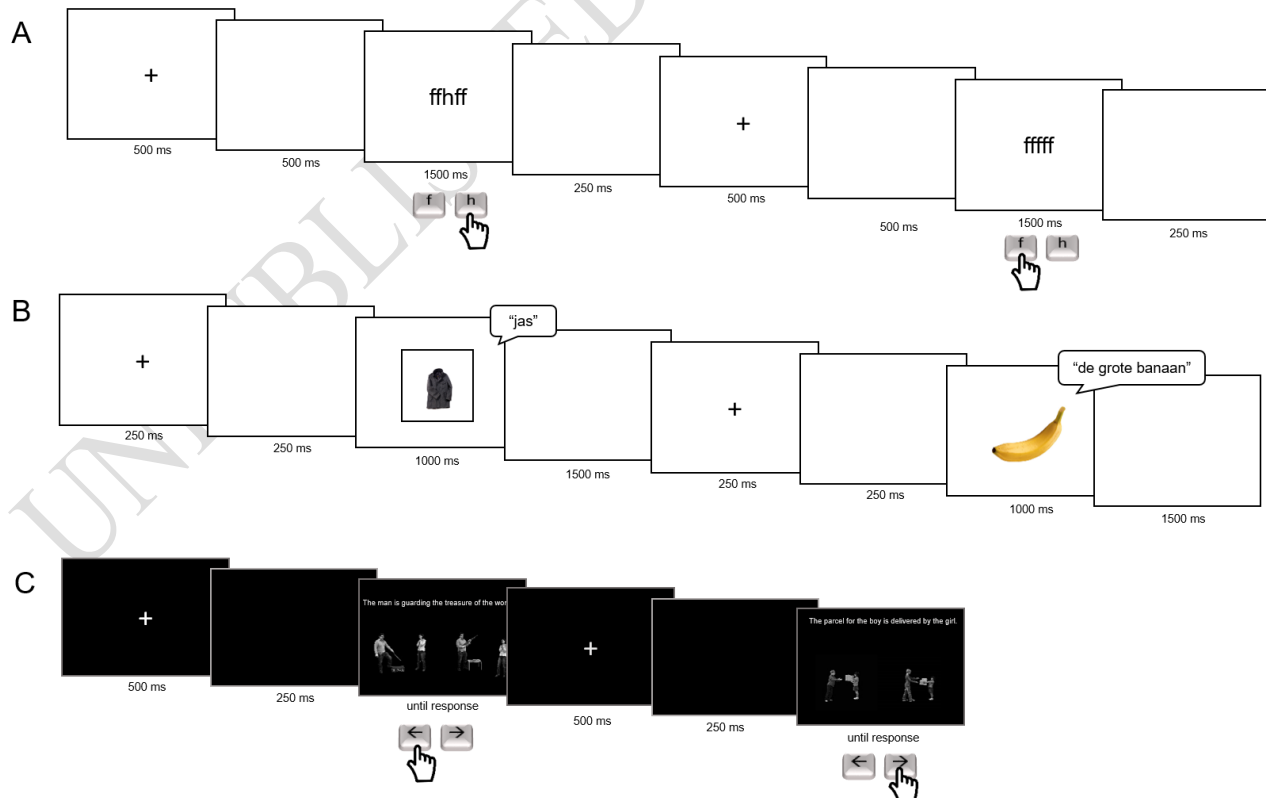 A
+
500 ms
500 ms
ffhff
1500 ms
f h
250 ms
+
500 ms
500 ms
fffff
1500 ms
f h
250 ms
B
+
250 ms
250 ms
"jas"
1000 ms
1500 ms
+
250 ms
250 ms
"de grote banaan"
1000 ms
1500 ms
C
+
500 ms
250 ms
The man is guarding the treasure of the
until response
← →
+
500 ms
250 ms
The parcel for the boy is delivered by the girl.
until response
← →